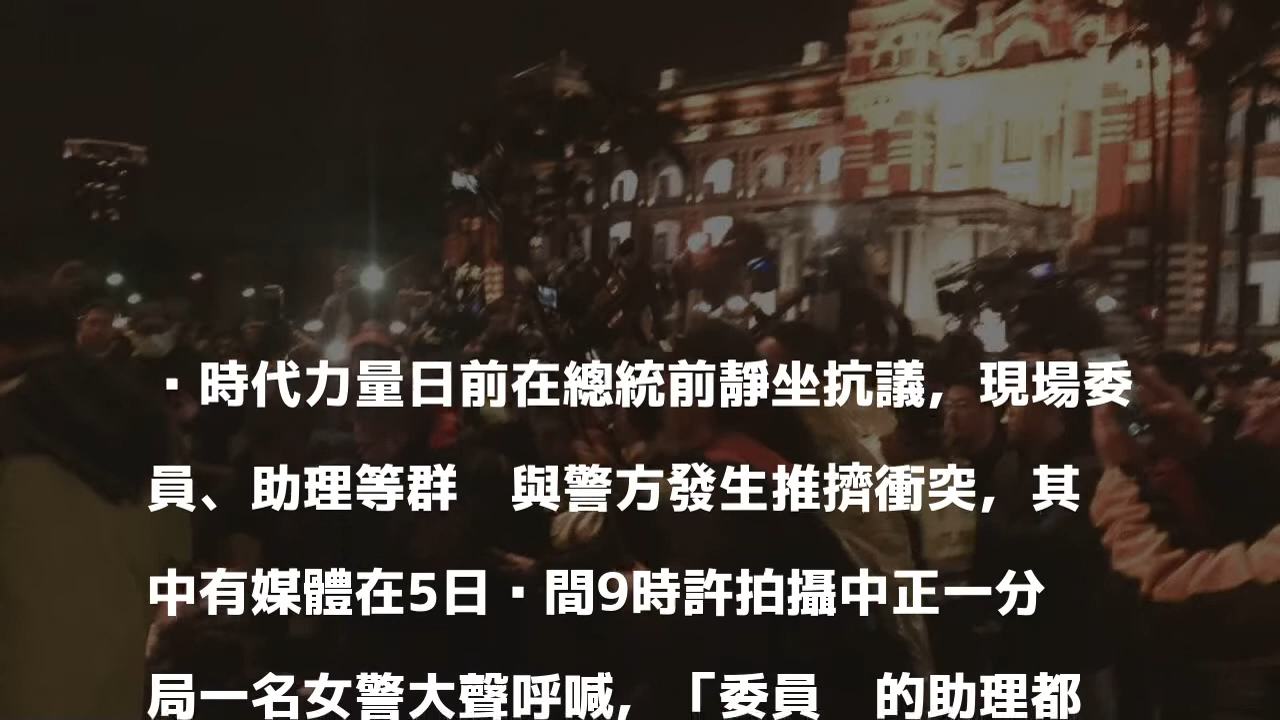 ▪時代力量日前在總統前靜坐抗議，現場委
員、助理等群　與警方發生推擠衝突，其
中有媒體在5日▪間9時許拍攝中正一分
局一名女警大聲呼喊，「委員　的助理都